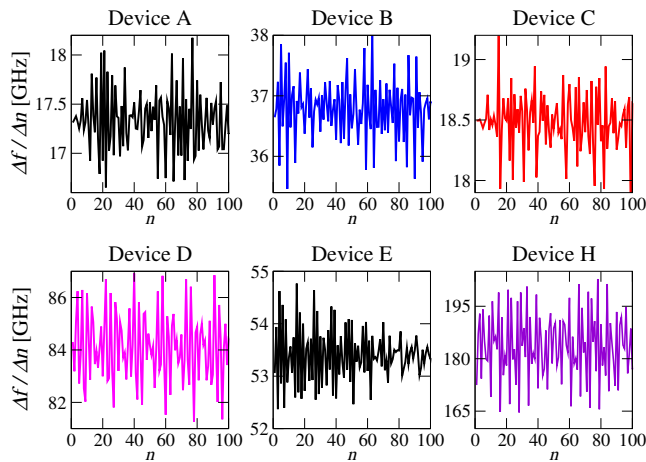 Device A
Device B
Device C
Δf / Δn [GHz]
18
17.5
17
0 20 40 60 80 100
n
38
37
36
0 20 40 60 80 100
n
19
18.5
18
0 20 40 60 80 100
n
Device D
Device E
Device H
Δf / Δn [GHz]
86
84
82
0 20 40 60 80 100
n
55
54
53
52
0 20 40 60 80 100
n
195
180
165
0 20 40 60 80 100
n